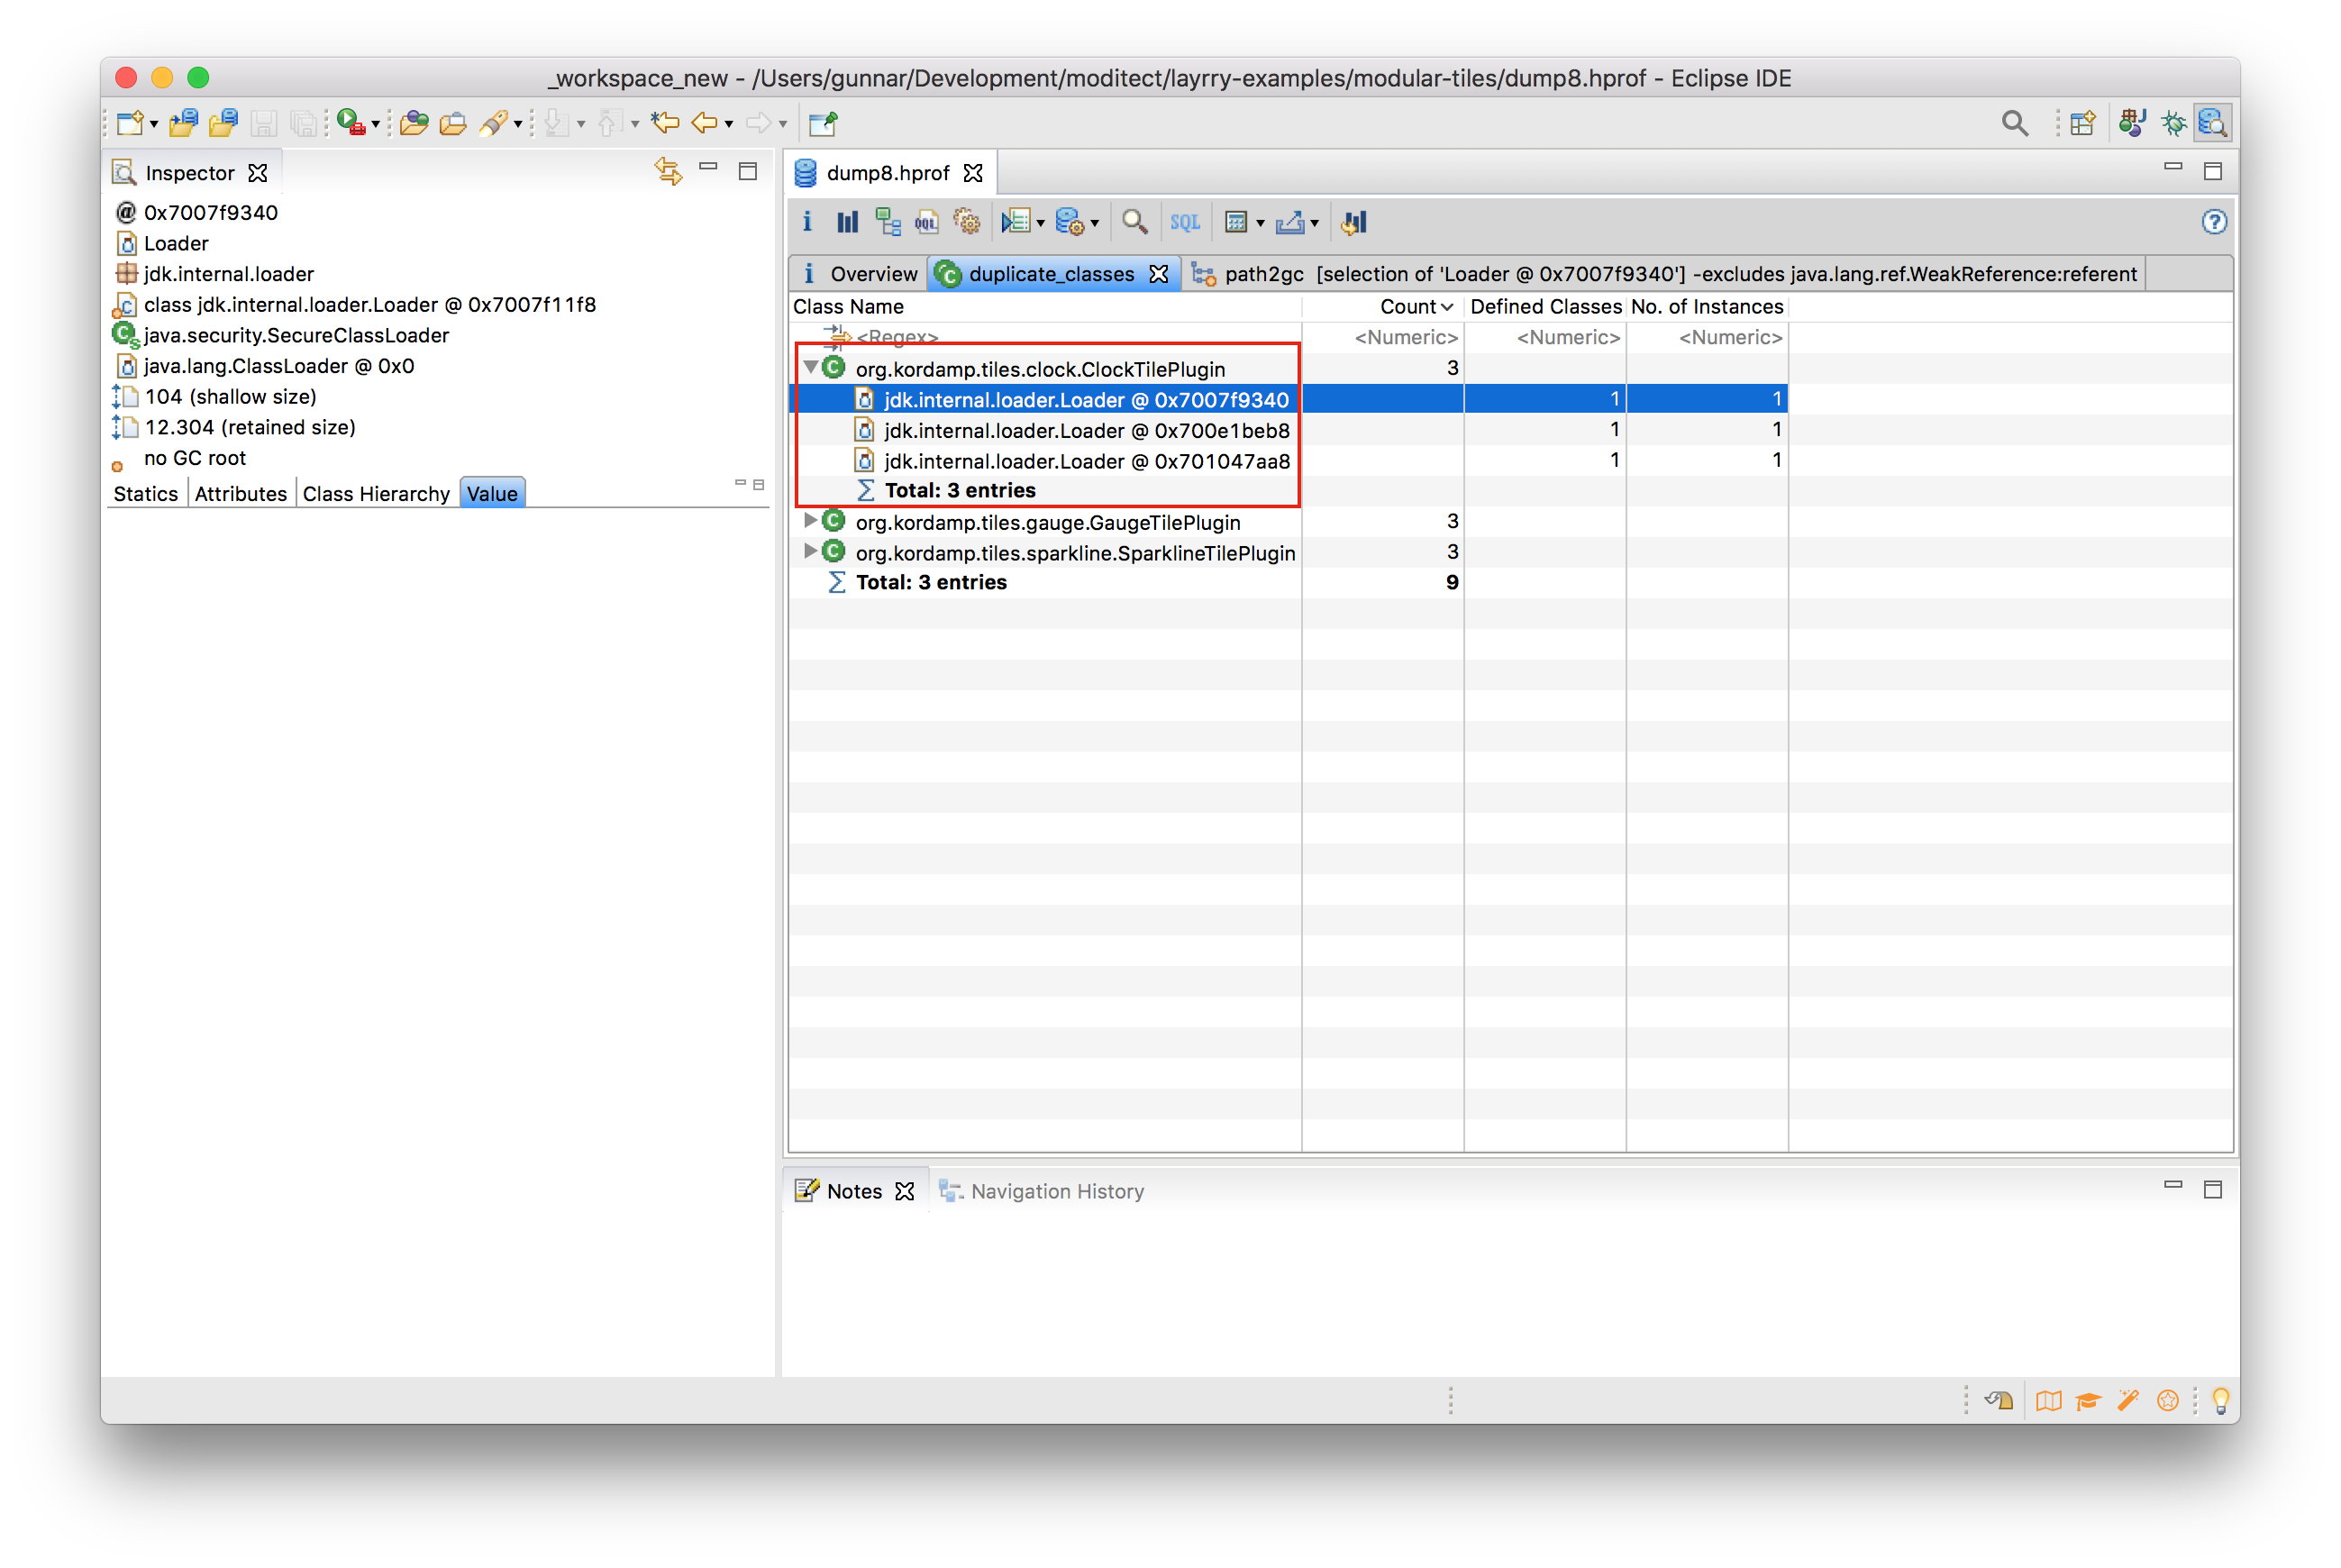 _workspace_new - /Users/gunnar/Development/moditect/layrry-examples/modular-tiles/dump8.hprof - Eclipse IDE
Inspector
@ 0x7007f9340
Loader
jdk.internal.loader
class jdk.internal.loader.Loader @ 0x7007f11f8
java.security.SecureClassLoader
java.lang.ClassLoader @ 0x0
104 (shallow size)
12.304 (retained size)
no GC root
Statics Attributes Class Hierarchy Value
dump8.hprof
OQL SQL
Overview duplicate_classes path2gc [selection of 'Loader @ 0x7007f9340'] -excludes java.lang.ref.WeakReference:referent
Class Name Count Defined Classes No. of Instances
<Regex> <Numeric> <Numeric> <Numeric>
org.kordamp.tiles.clock.ClockTilePlugin 3
jdk.internal.loader.Loader @ 0x7007f9340 1 1
jdk.internal.loader.Loader @ 0x700e1beb8 1 1
jdk.internal.loader.Loader @ 0x701047aa8 1 1
Total: 3 entries
org.kordamp.tiles.gauge.GaugeTilePlugin 3
org.kordamp.tiles.sparkline.SparklineTilePlugin 3
Total: 3 entries 9
Notes Navigation History